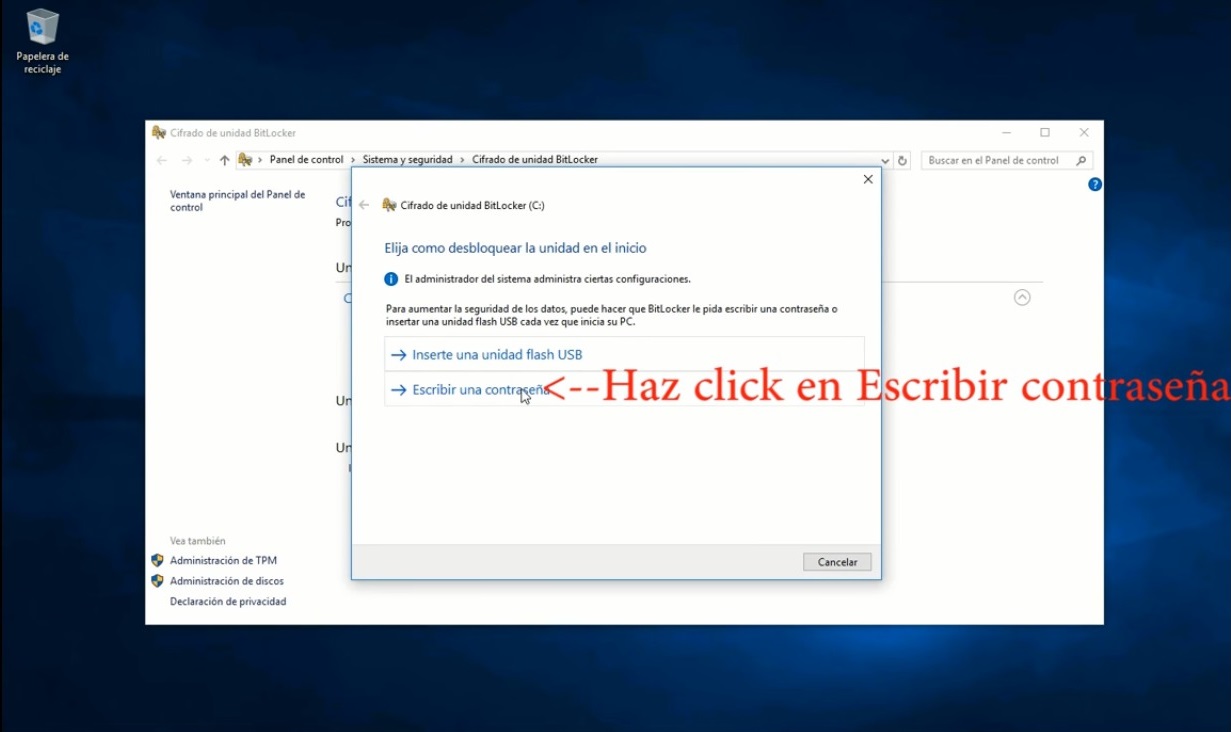 Papelera de
reciclaje
Cifrado de unidad BitLocker
Panel de control › Sistema y seguridad › Cifrado de unidad BitLocker
Buscar en el Panel de control
Ventana principal del Panel de
control
Cifrado de unidad BitLocker (C:)
Elija como desbloquear la unidad en el inicio
El administrador del sistema administra ciertas configuraciones.
Para aumentar la seguridad de los datos, puede hacer que BitLocker le pida escribir una contraseña o
insertar una unidad flash USB cada vez que inicia su PC.
Inserte una unidad flash USB
Escribir una contraseña
<--Haz click en Escribir contraseña
Vea también
Administración de TPM
Administración de discos
Declaración de privacidad
Cancelar